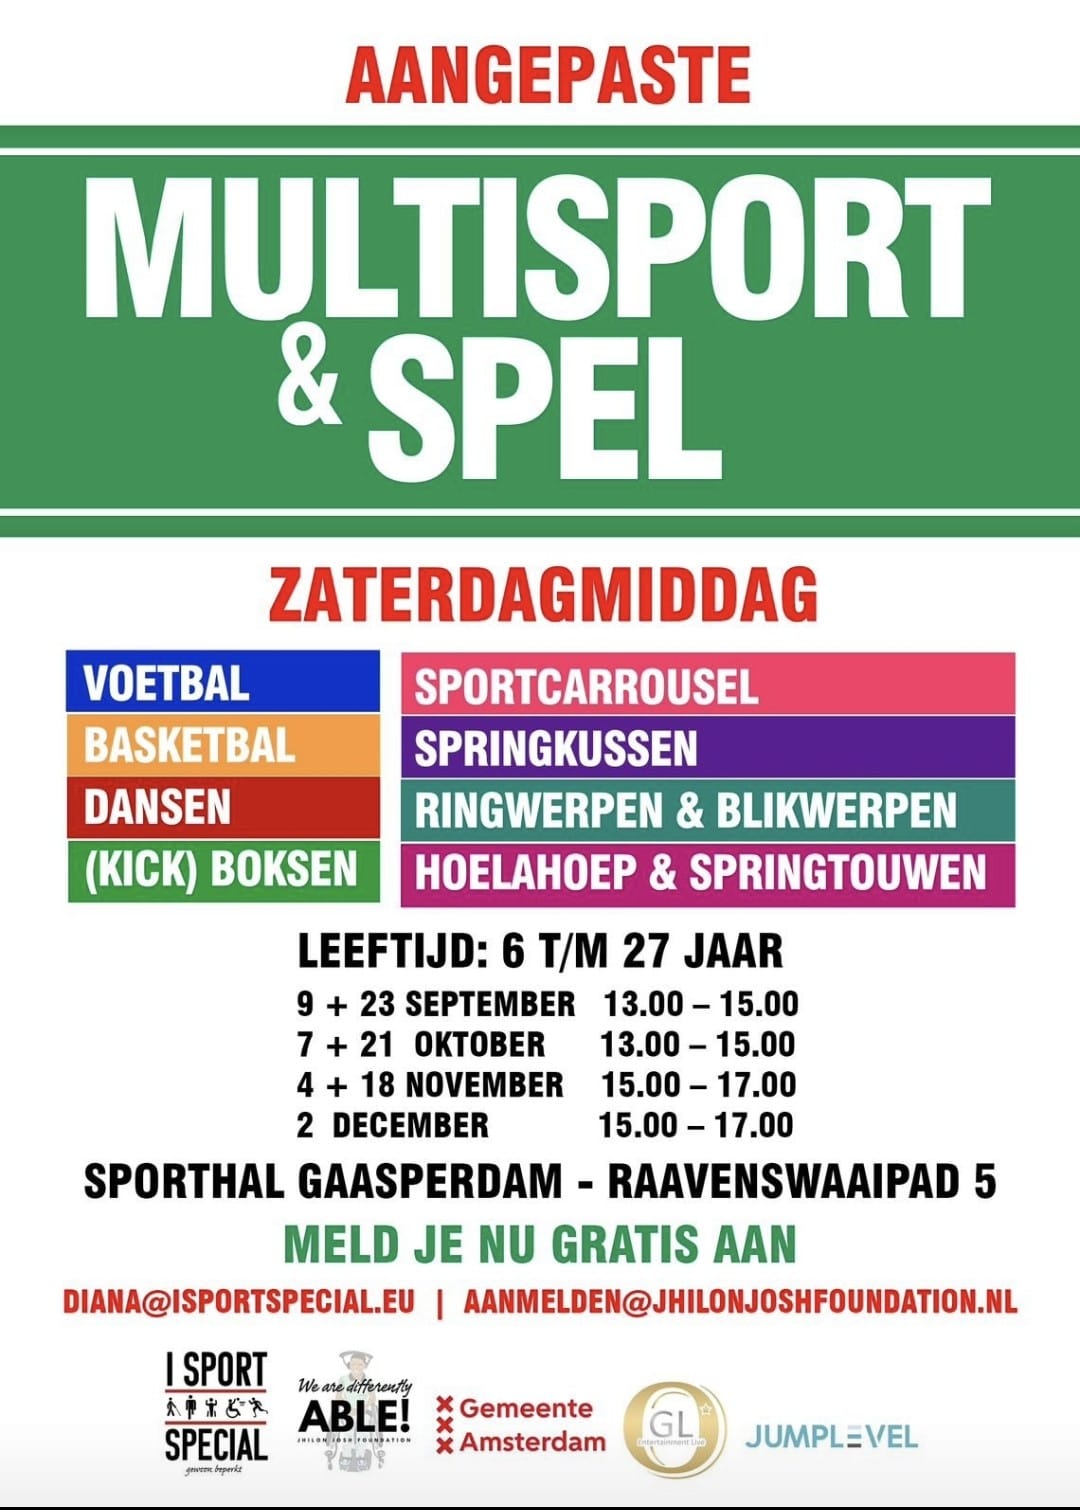 AANGEPASTE
MULTISPORT
& SPEL
ZATERDAGMIDDAG
VOETBAL
BASKETBAL
DANSEN
(KICK) BOKSEN
SPORTCARROUSEL
SPRINGKUSSEN
RINGWERPEN & BLIKWERPEN
HOELAHOEP & SPRINGTOUWEN
LEEFTIJD: 6 T/M 27 JAAR
9 + 23 SEPTEMBER 13.00 – 15.00
7 + 21 OKTOBER 13.00 – 15.00
4 + 18 NOVEMBER 15.00 – 17.00
2 DECEMBER 15.00 – 17.00
SPORTHAL GAASPERDAM - RAAVENSWAAIPAD 5
MELD JE NU GRATIS AAN
DIANA@ISPORTSPECIAL.EU | AANMELDEN@JHILONJOSHFOUNDATION.NL
I SPORT
SPECIAL
gewoon beperkt
We are differently
ABLE!
JHILON JOSH FOUNDATION
Gemeente
Amsterdam
GL
Entertainment Live
JUMPLEVEL